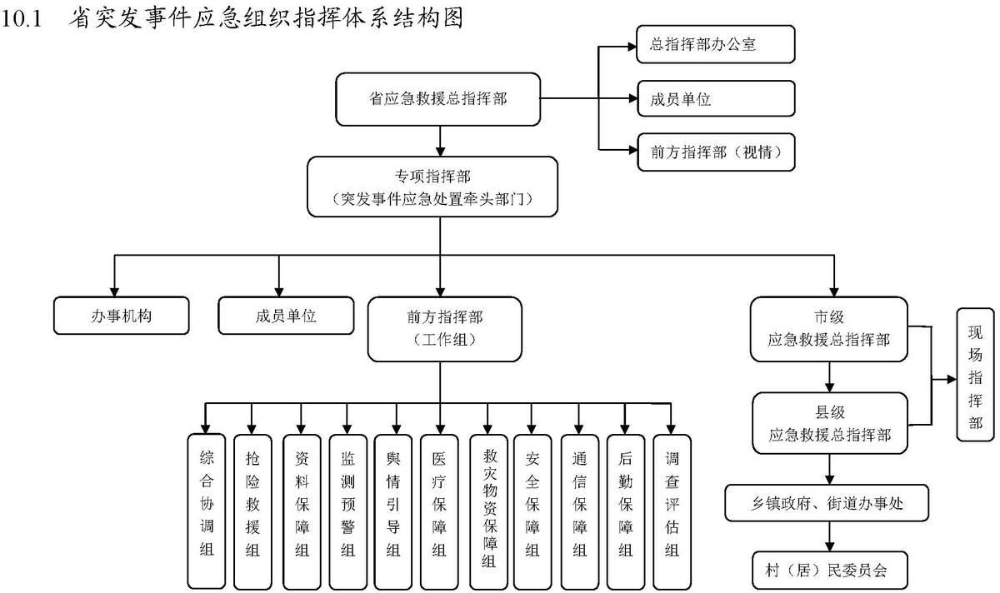 10.1 省突发事件应急组织指挥体系结构图
总指挥部办公室
省应急救援总指挥部
成员单位
前方指挥部（视情）
专项指挥部
（突发事件应急处置牵头部门）
办事机构
成员单位
前方指挥部
（工作组）
市级
应急救援总指挥部
现场指挥部
县级
应急救援总指挥部
综合协调组
抢险救援组
资料保障组
监测预警组
舆情引导组
医疗保障组
救灾物资保障组
安全保障组
通信保障组
后勤保障组
调查评估组
乡镇政府、街道办事处
村（居）民委员会